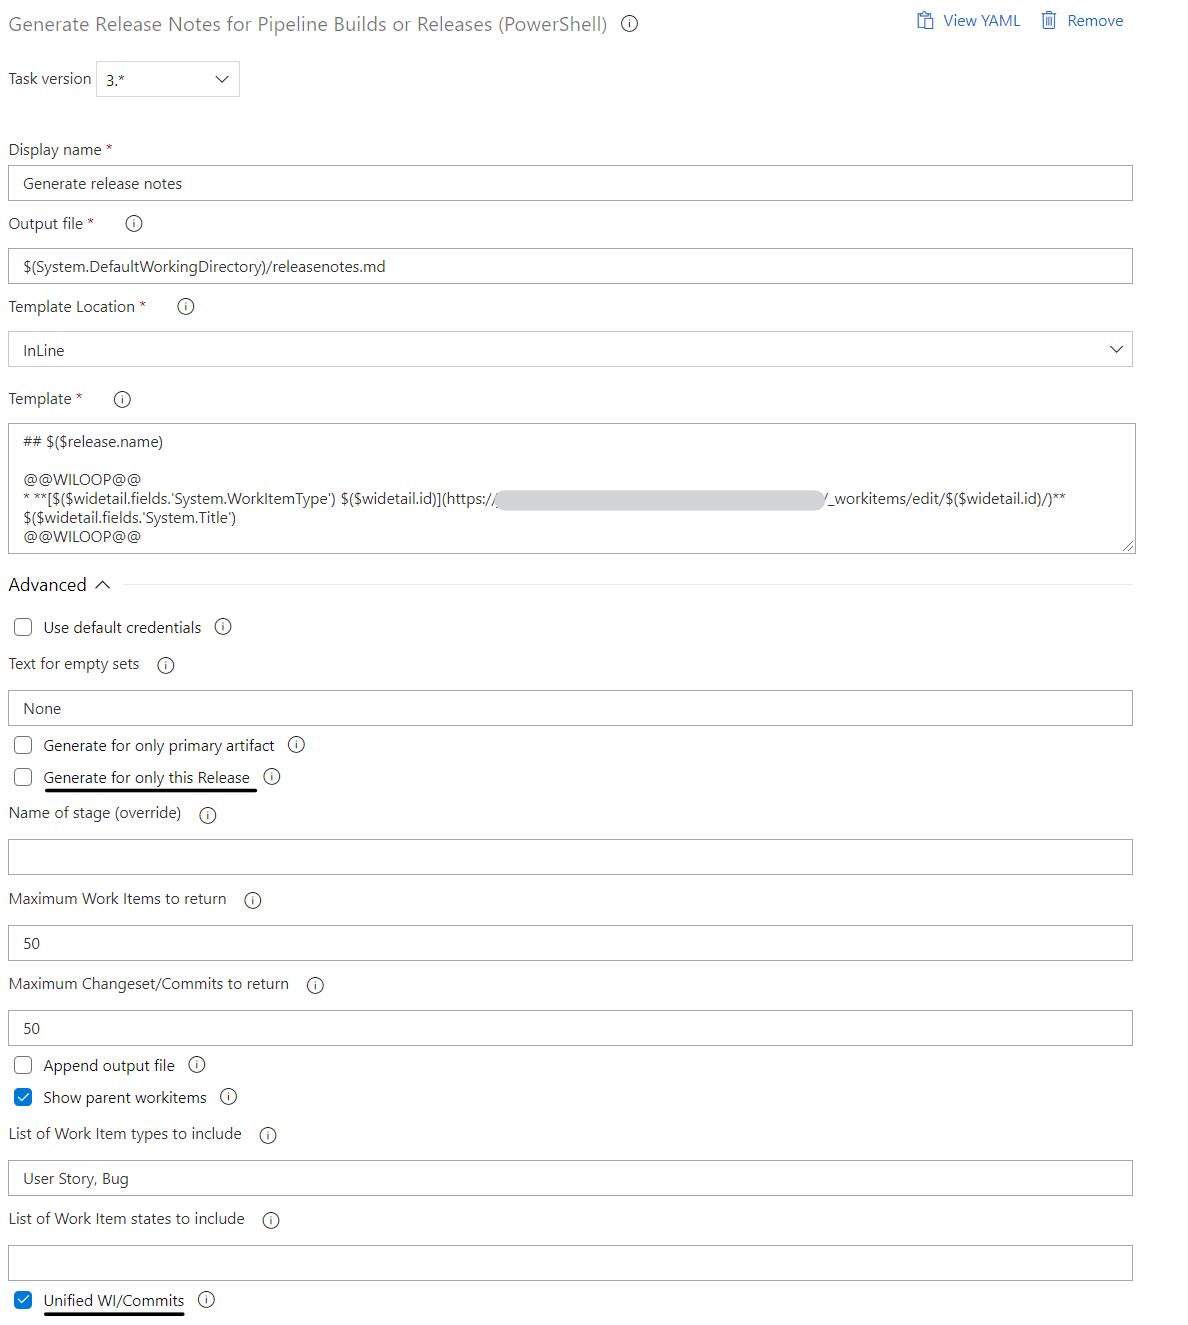 Generate Release Notes for Pipeline Builds or Releases (PowerShell)
View YAML
Remove
Task version
3.*
Display name *
Generate release notes
Output file *
$(System.DefaultWorkingDirectory)/releasenotes.md
Template Location *
InLine
Template *
## $($release.name)
@@WILOOP@@
* **[$($widetail.fields.'System.WorkItemType') $($widetail.id)](https:// /_workitems/edit/$($widetail.id)/)**
$($widetail.fields.'System.Title')
@@WILOOP@@
Advanced
Use default credentials
Text for empty sets
None
Generate for only primary artifact
Generate for only this Release
Name of stage (override)
Maximum Work Items to return
50
Maximum Changeset/Commits to return
50
Append output file
Show parent workitems
List of Work Item types to include
User Story, Bug
List of Work Item states to include
Unified WI/Commits